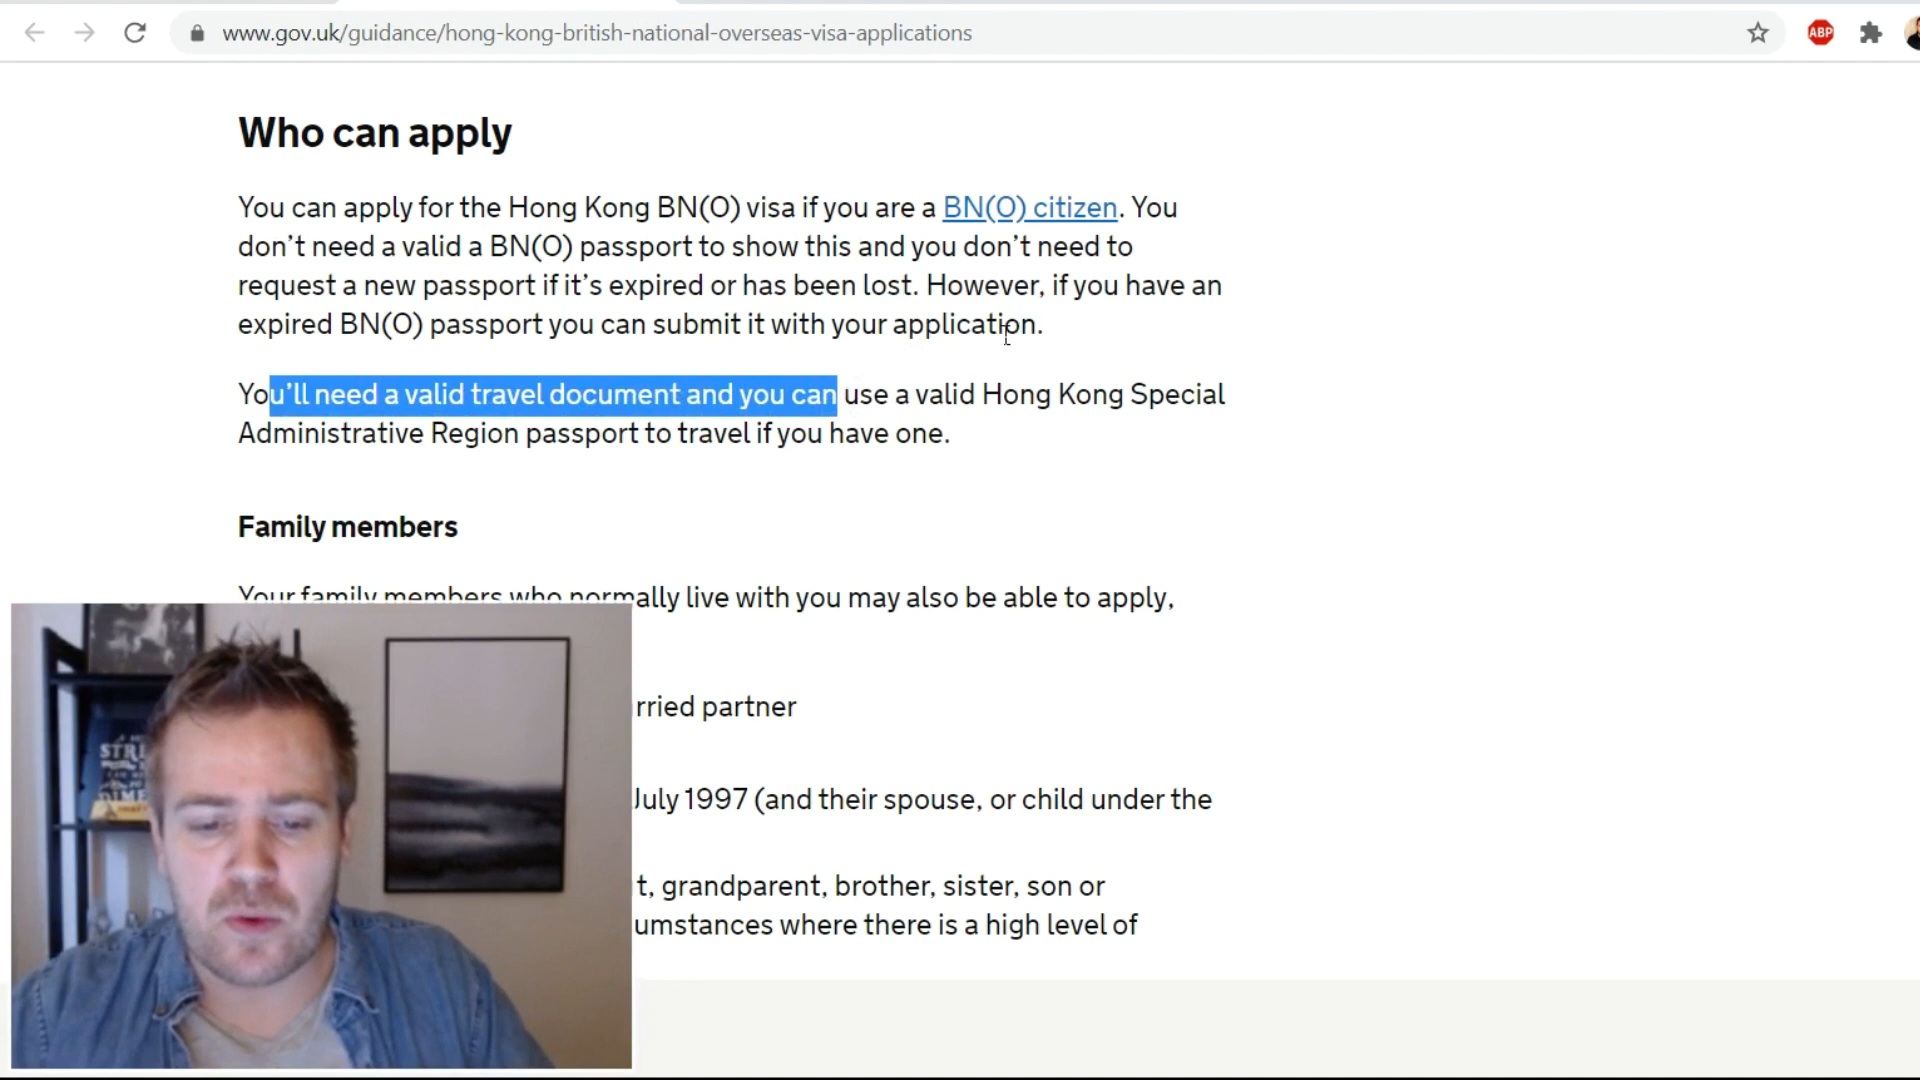 www.gov.uk/guidance/hong-kong-british-national-overseas-visa-applications
ABP
Who can apply
You can apply for the Hong Kong BN(O) visa if you are a BN(O) citizen. You
don’t need a valid a BN(O) passport to show this and you don’t need to
request a new passport if it’s expired or has been lost. However, if you have an
expired BN(O) passport you can submit it with your application.
You’ll need a valid travel document and you can use a valid Hong Kong Special
Administrative Region passport to travel if you have one.
Family members
Your family members who normally live with you may also be able to apply,
rried partner
July 1997 (and their spouse, or child under the
t, grandparent, brother, sister, son or
umstances where there is a high level of